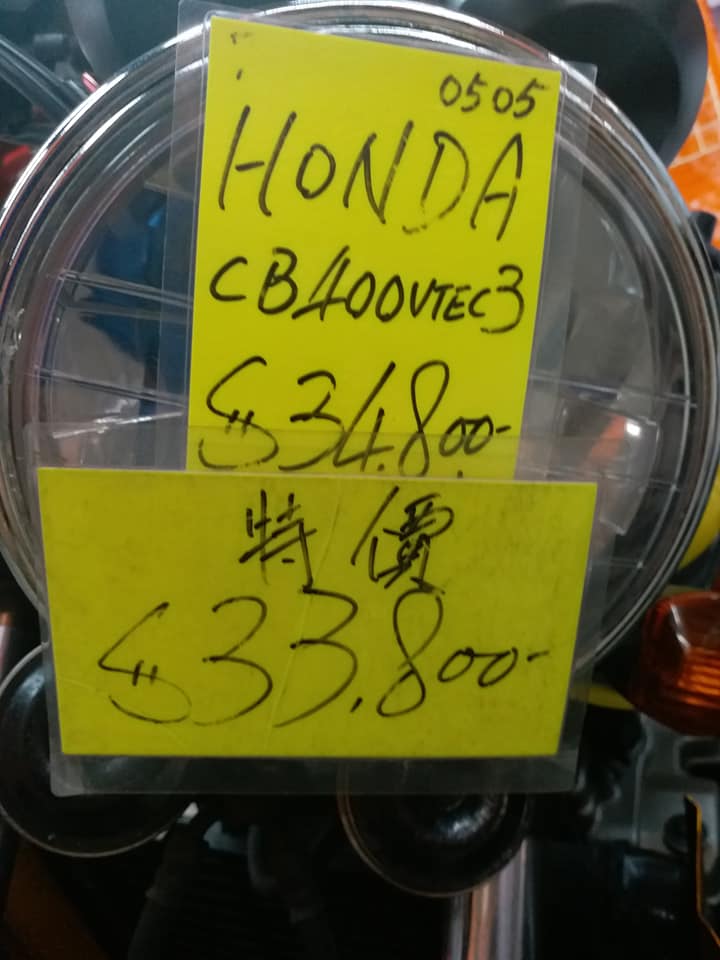 0505
HONDA
CB400VTEC3
$34,800-
特價
$33,800-